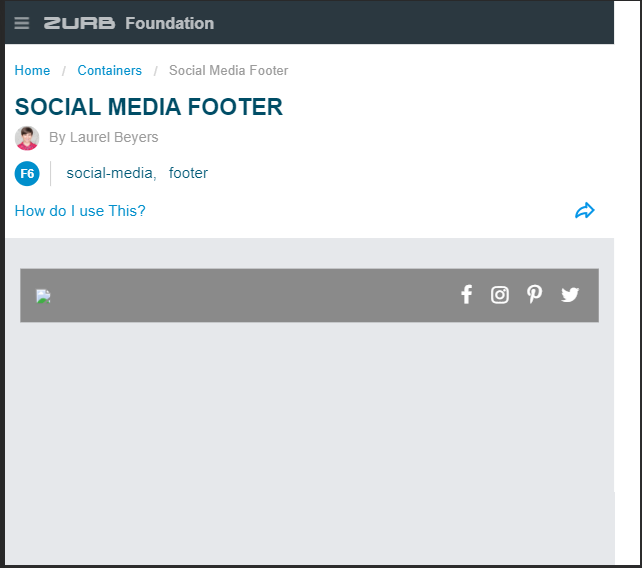 ZURB Foundation
Home / Containers / Social Media Footer
SOCIAL MEDIA FOOTER
By Laurel Beyers
F6 social-media, footer
How do I use This?